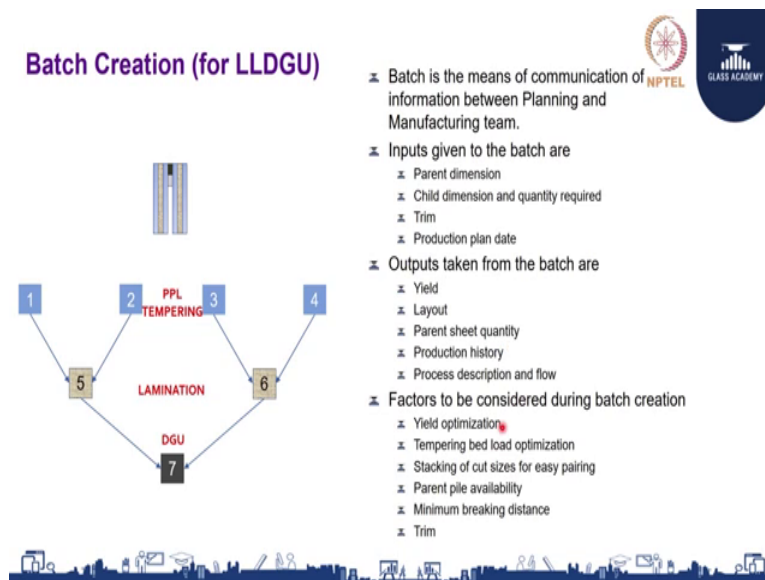 Batch Creation (for LLDGU)
NPTEL
GLASS ACADEMY
Batch is the means of communication of
information between Planning and
Manufacturing team.
Inputs given to the batch are
Parent dimension
Child dimension and quantity required
Trim
Production plan date
Outputs taken from the batch are
Yield
Layout
Parent sheet quantity
Production history
Process description and flow
Factors to be considered during batch creation
Yield optimization
Tempering bed load optimization
Stacking of cut sizes for easy pairing
Parent pile availability
Minimum breaking distance
Trim
1
2
PPL
TEMPERING
3
4
5
LAMINATION
6
DGU
7